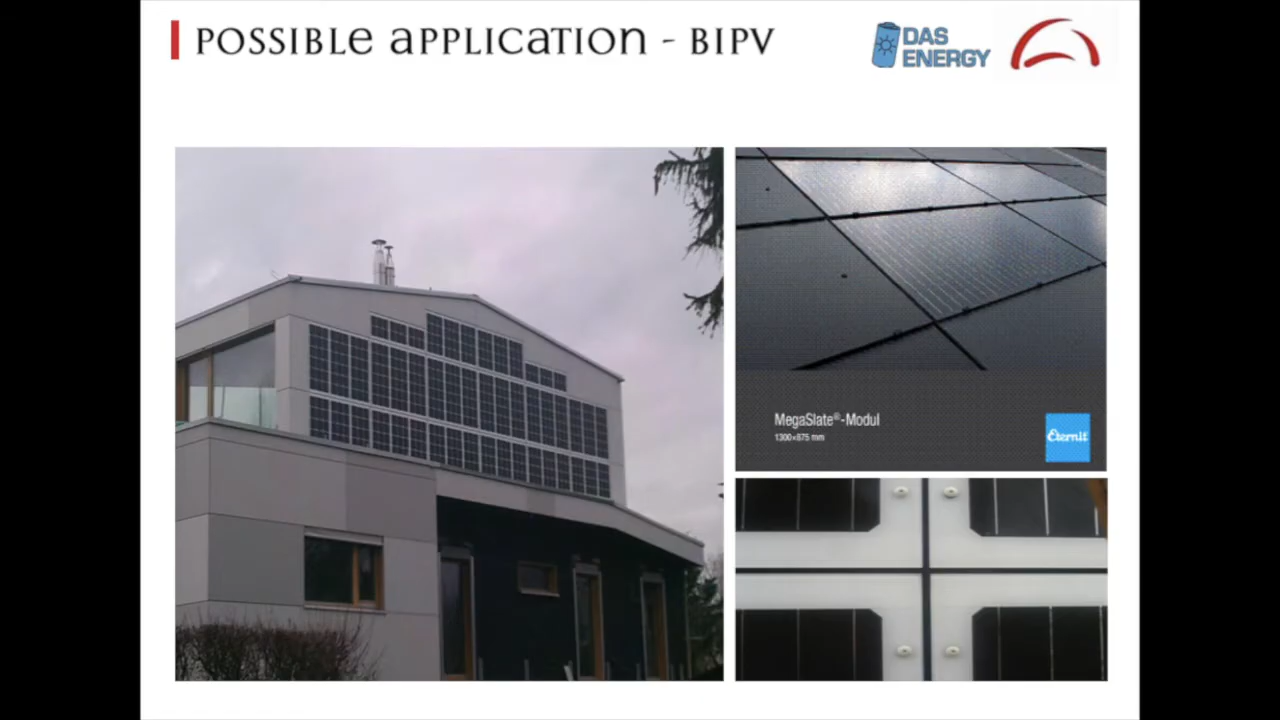 POSSIBLE APPLICATION - BIPV
DAS
ENERGY
MegaSlate®-Modul
1300×875 mm
Eternit